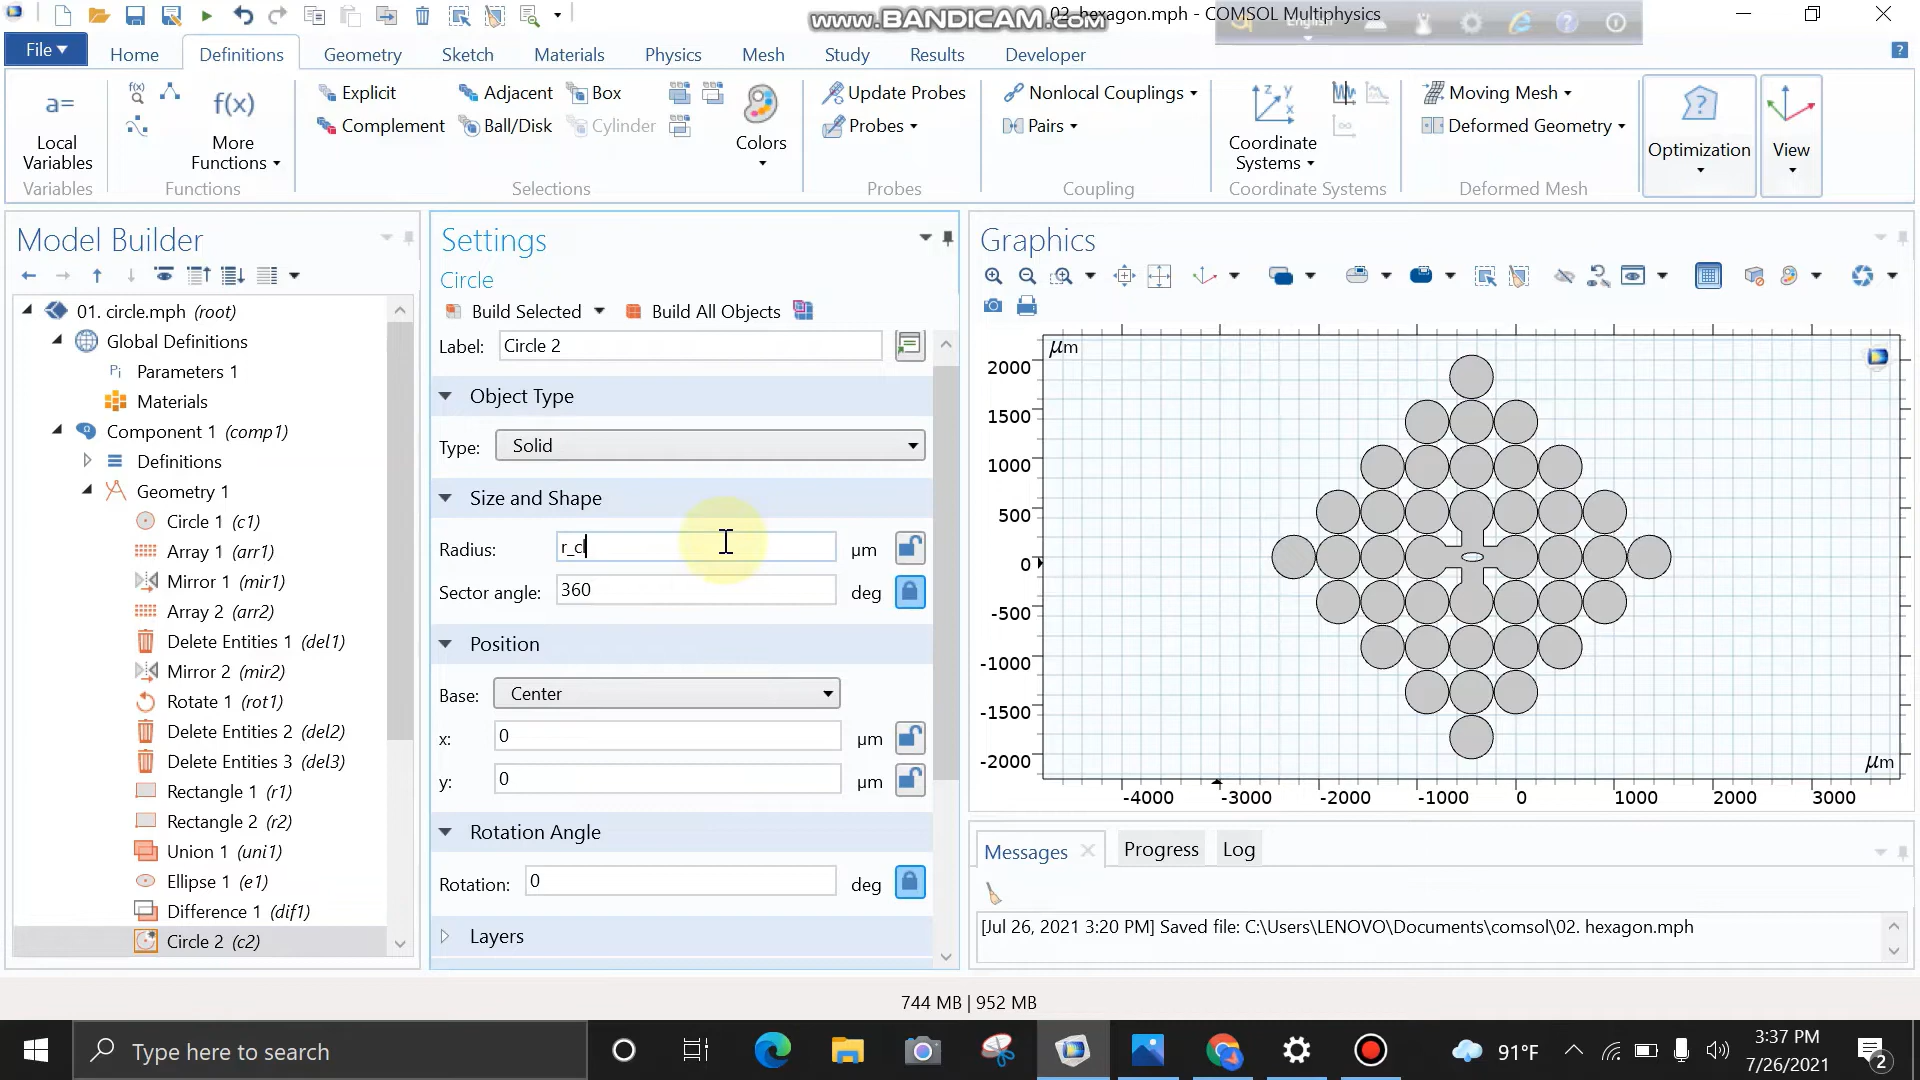 www.BANDICAM.com
02. hexagon.mph - COMSOL Multiphysics
English
File
Home
Definitions
Geometry
Sketch
Materials
Physics
Mesh
Study
Results
Developer
a=
Local Variables
Variables
f(x)
More Functions
Functions
Explicit
Complement
Adjacent
Ball/Disk
Box
Cylinder
Colors
Selections
Update Probes
Probes
Probes
Nonlocal Couplings
Pairs
Coupling
Coordinate Systems
Coordinate Systems
Moving Mesh
Deformed Geometry
Deformed Mesh
Optimization
View
Model Builder
01. circle.mph (root)
Global Definitions
Pi Parameters 1
Materials
Component 1 (comp1)
Definitions
Geometry 1
Circle 1 (c1)
Array 1 (arr1)
Mirror 1 (mir1)
Array 2 (arr2)
Delete Entities 1 (del1)
Mirror 2 (mir2)
Rotate 1 (rot1)
Delete Entities 2 (del2)
Delete Entities 3 (del3)
Rectangle 1 (r1)
Rectangle 2 (r2)
Union 1 (uni1)
Ellipse 1 (e1)
Difference 1 (dif1)
Circle 2 (c2)
Settings
Circle
Build Selected
Build All Objects
Label: Circle 2
Object Type
Type: Solid
Size and Shape
Radius: r_cl µm
Sector angle: 360 deg
Position
Base: Center
x: 0 µm
y: 0 µm
Rotation Angle
Rotation: 0 deg
Layers
Graphics
µm
2000
1500
1000
500
0
-500
-1000
-1500
-2000
µm
-4000 -3000 -2000 -1000 0 1000 2000 3000
Messages
Progress
Log
[Jul 26, 2021 3:20 PM] Saved file: C:\Users\LENOVO\Documents\comsol\02. hexagon.mph
744 MB | 952 MB
Type here to search
91°F
3:37 PM
7/26/2021
2